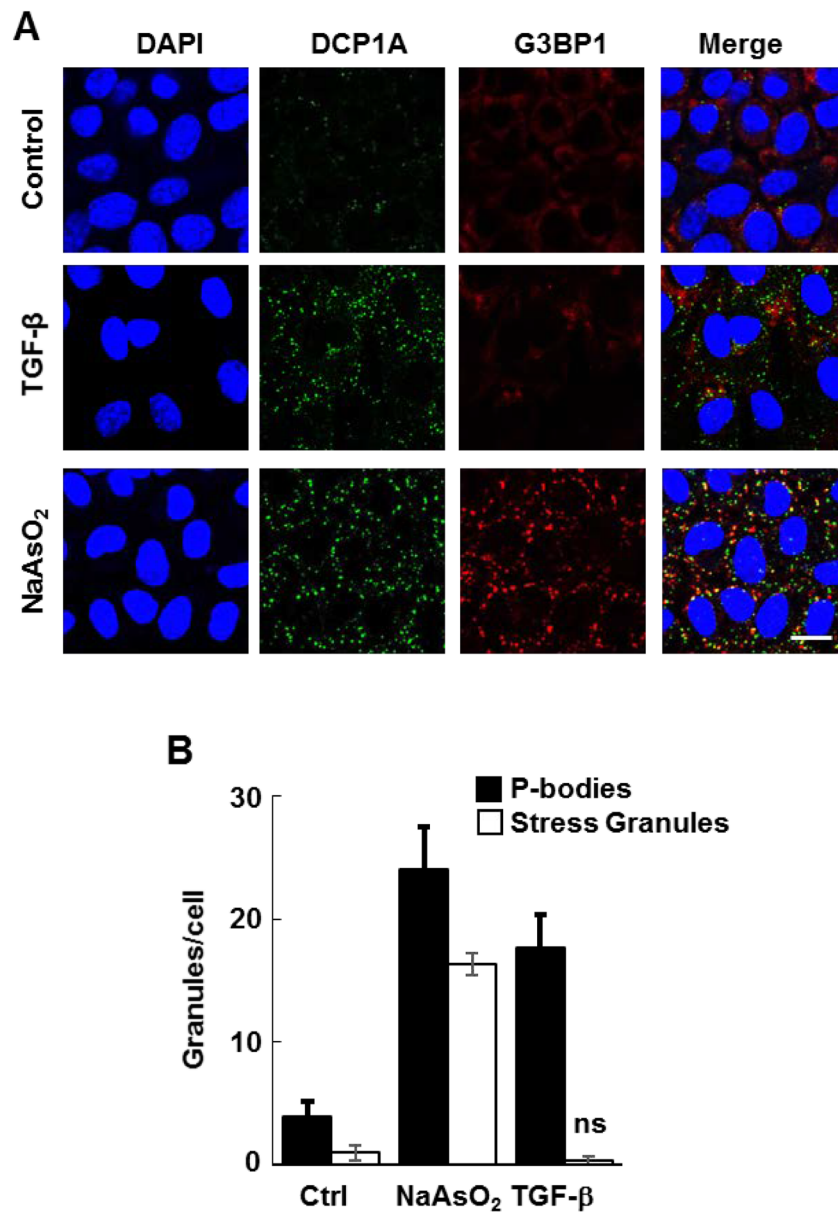 A
DAPI DCP1A G3BP1 Merge
Control
TGF-β
NaAsO₂
B
P-bodies
Stress Granules
Granules/cell
30
20
10
0
ns
Ctrl NaAsO₂ TGF-β